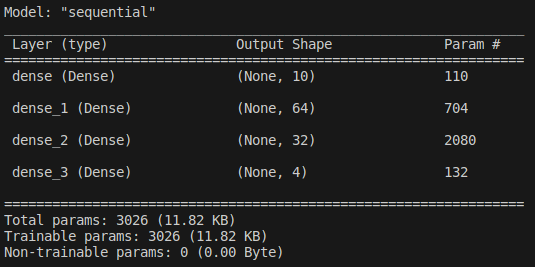 Model: "sequential"
Layer (type) Output Shape Param #
dense (Dense) (None, 10) 110
dense_1 (Dense) (None, 64) 704
dense_2 (Dense) (None, 32) 2080
dense_3 (Dense) (None, 4) 132
Total params: 3026 (11.82 KB)
Trainable params: 3026 (11.82 KB)
Non-trainable params: 0 (0.00 Byte)